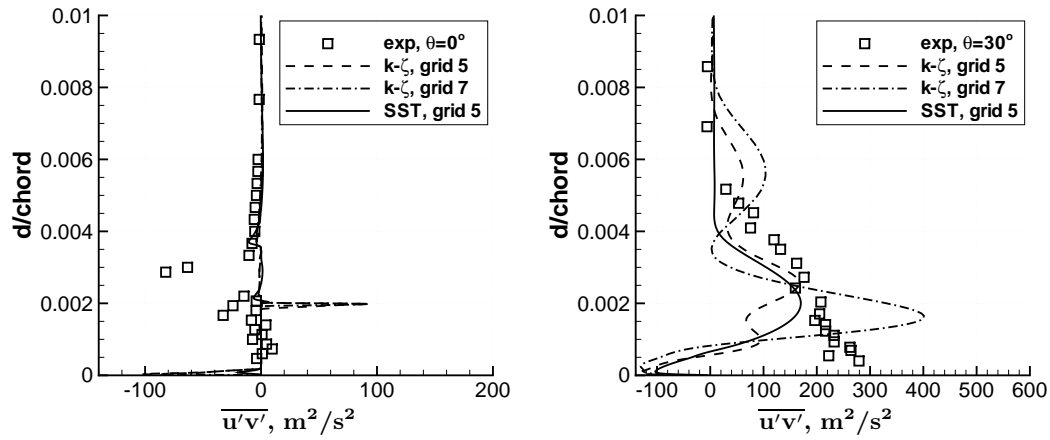 0.01
0.008
0.006
0.004
0.002
0
d/chord
-100
0
100
200
u'v', m²/s²
exp, θ=0°
k-ζ, grid 5
k-ζ, grid 7
SST, grid 5
0.01
0.008
0.006
0.004
0.002
0
d/chord
-100
0
100
200
300
400
500
600
u'v', m²/s²
exp, θ=30°
k-ζ, grid 5
k-ζ, grid 7
SST, grid 5